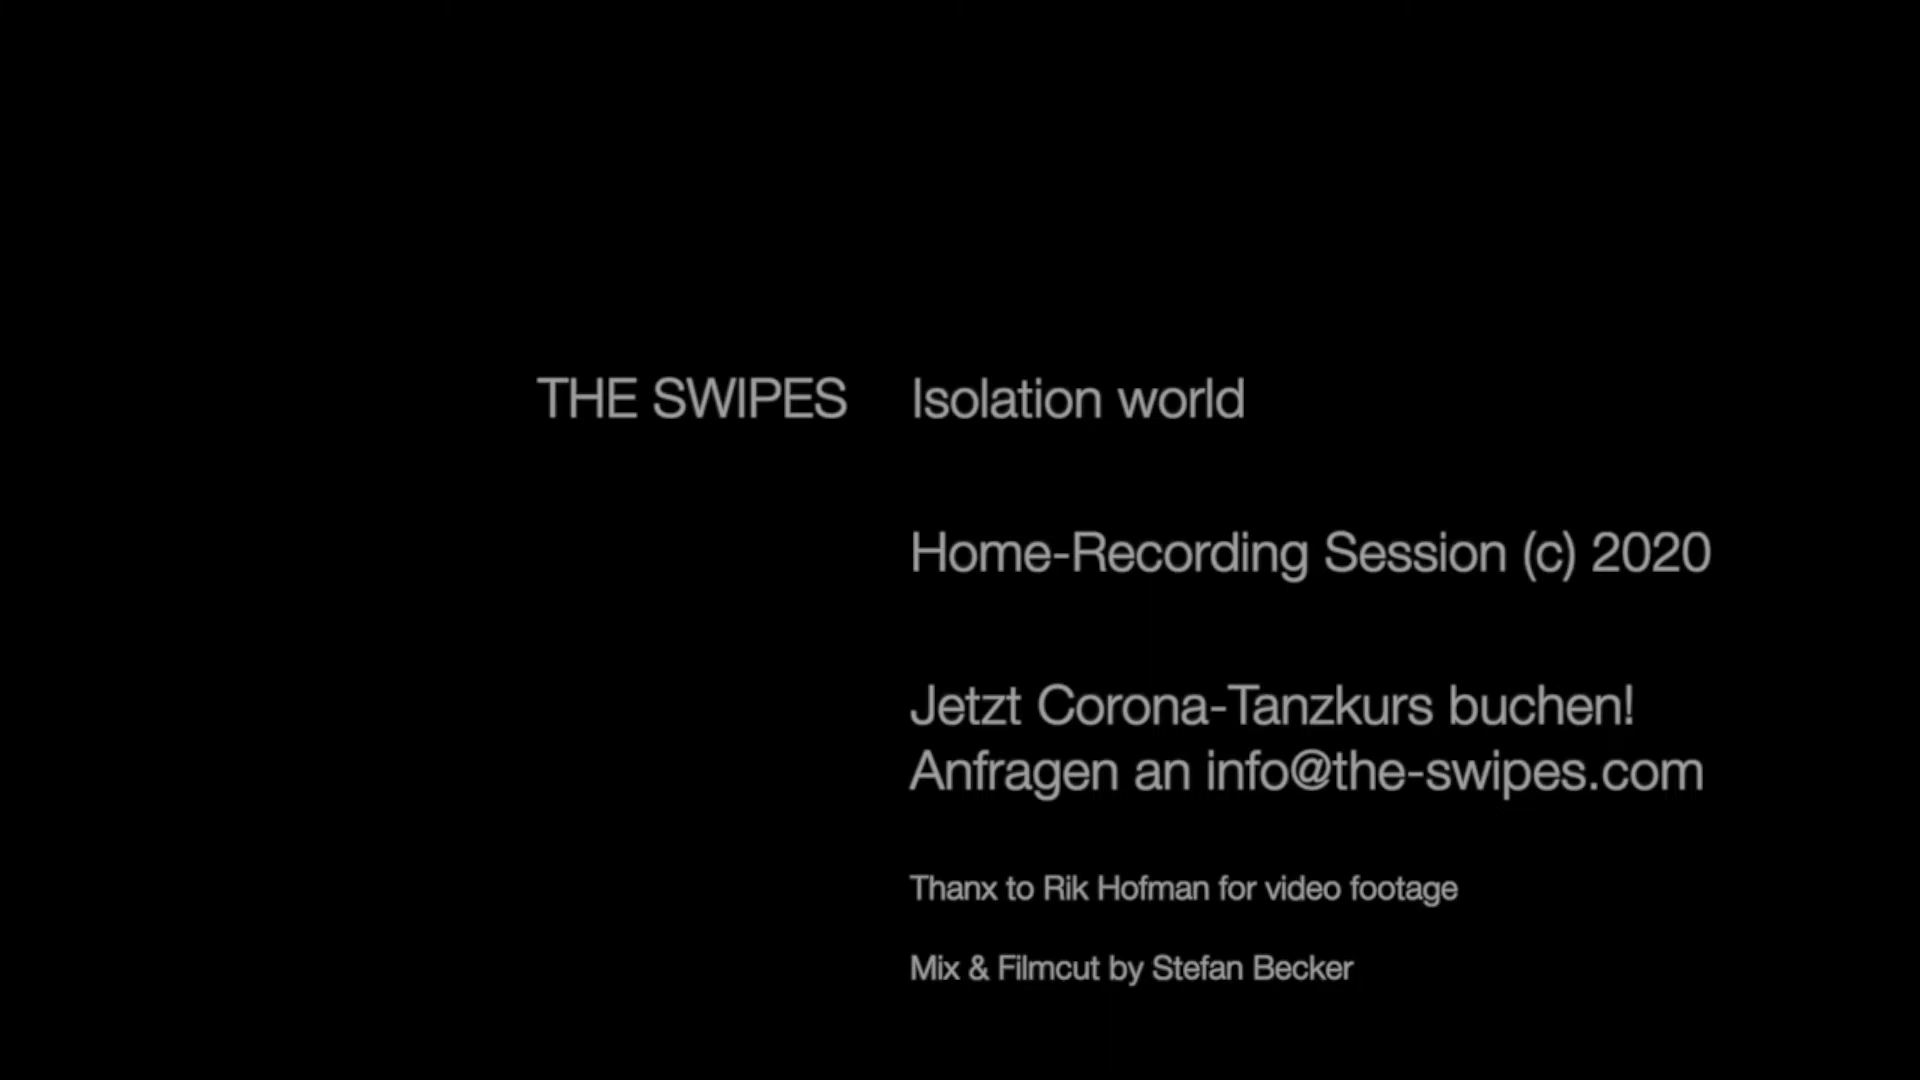 THE SWIPES Isolation world
Home-Recording Session (c) 2020
Jetzt Corona-Tanzkurs buchen!
Anfragen an info@the-swipes.com
Thanx to Rik Hofman for video footage
Mix & Filmcut by Stefan Becker